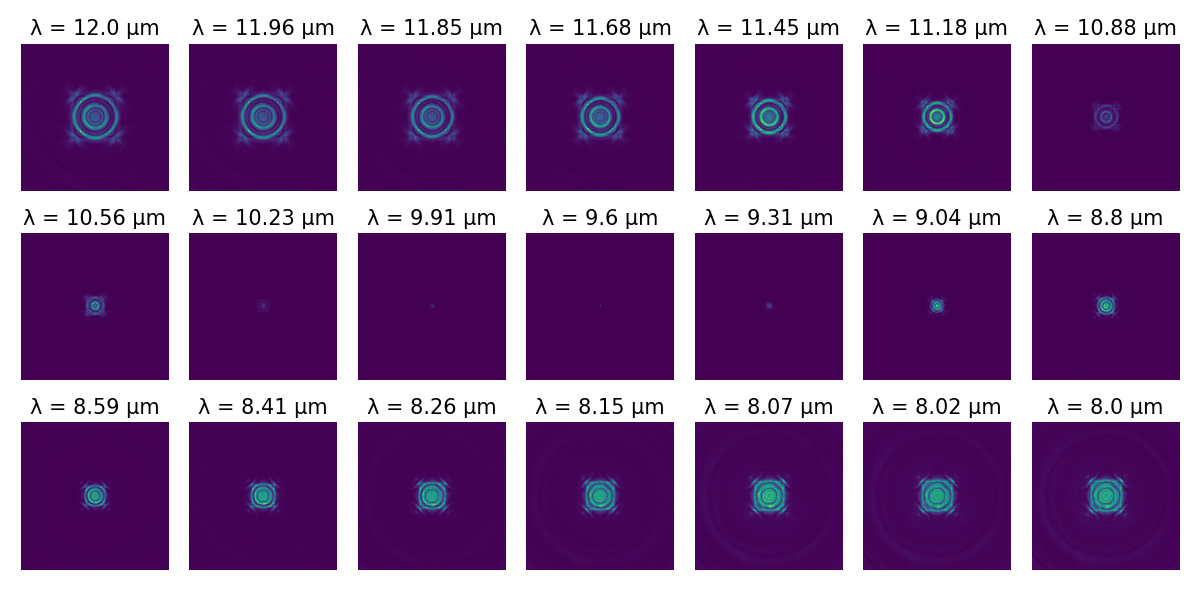 λ = 12.0 μm λ = 11.96 μm λ = 11.85 μm λ = 11.68 μm λ = 11.45 μm λ = 11.18 μm λ = 10.88 μm
λ = 10.56 μm λ = 10.23 μm λ = 9.91 μm λ = 9.6 μm λ = 9.31 μm λ = 9.04 μm λ = 8.8 μm
λ = 8.59 μm λ = 8.41 μm λ = 8.26 μm λ = 8.15 μm λ = 8.07 μm λ = 8.02 μm λ = 8.0 μm